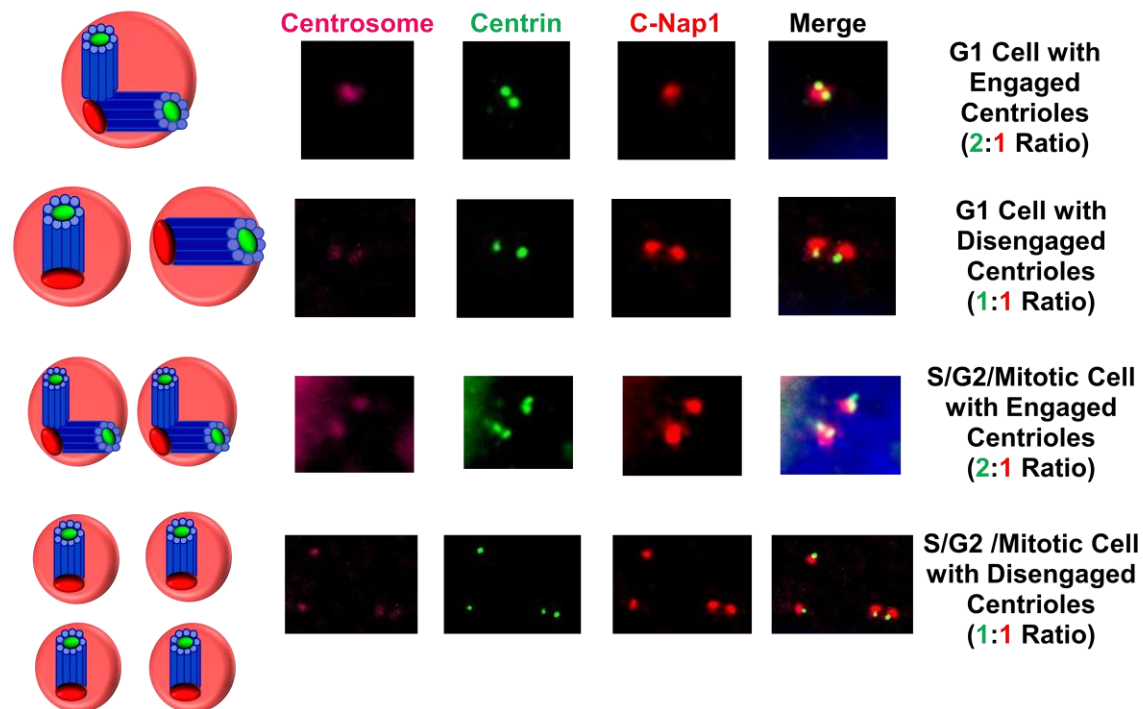 Centrosome Centrin C-Nap1 Merge
G1 Cell with
Engaged
Centrioles
(2:1 Ratio)
G1 Cell with
Disengaged
Centrioles
(1:1 Ratio)
S/G2/Mitotic Cell
with Engaged
Centrioles
(2:1 Ratio)
S/G2 /Mitotic Cell
with Disengaged
Centrioles
(1:1 Ratio)